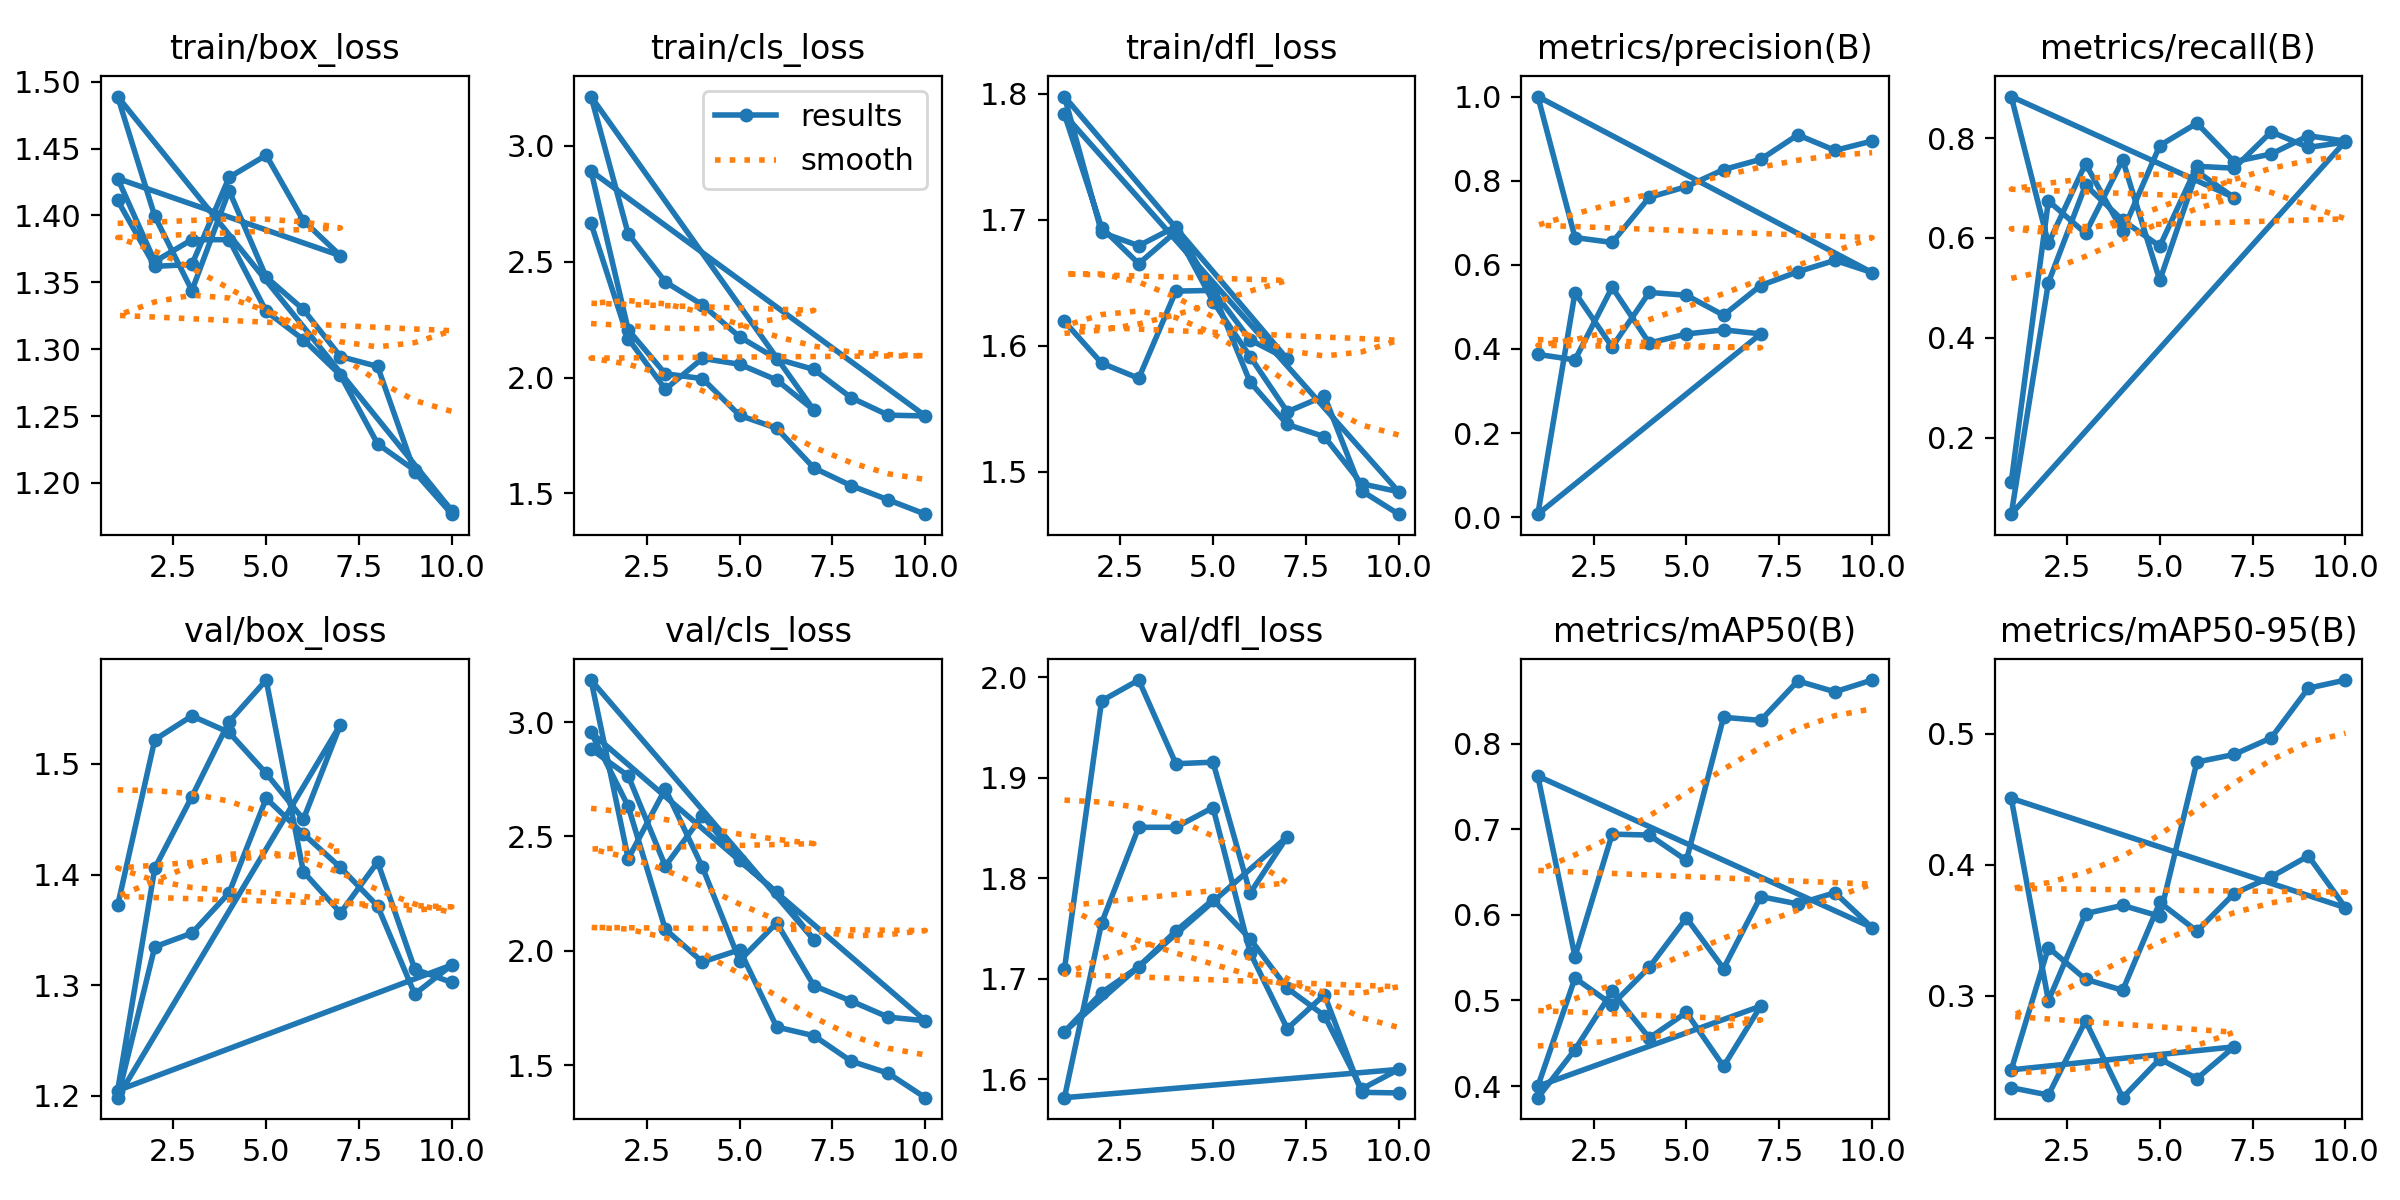 train/box_loss
train/cls_loss
train/dfl_loss
metrics/precision(B)
metrics/recall(B)
1.50
1.45
1.40
1.35
1.30
1.25
1.20
2.5 5.0 7.5 10.0
results
smooth
3.0
2.5
2.0
1.5
2.5 5.0 7.5 10.0
1.8
1.7
1.6
1.5
2.5 5.0 7.5 10.0
1.0
0.8
0.6
0.4
0.2
0.0
2.5 5.0 7.5 10.0
0.8
0.6
0.4
0.2
2.5 5.0 7.5 10.0
val/box_loss
val/cls_loss
val/dfl_loss
metrics/mAP50(B)
metrics/mAP50-95(B)
1.5
1.4
1.3
1.2
2.5 5.0 7.5 10.0
3.0
2.5
2.0
1.5
2.5 5.0 7.5 10.0
2.0
1.9
1.8
1.7
1.6
2.5 5.0 7.5 10.0
0.8
0.7
0.6
0.5
0.4
2.5 5.0 7.5 10.0
0.5
0.4
0.3
2.5 5.0 7.5 10.0